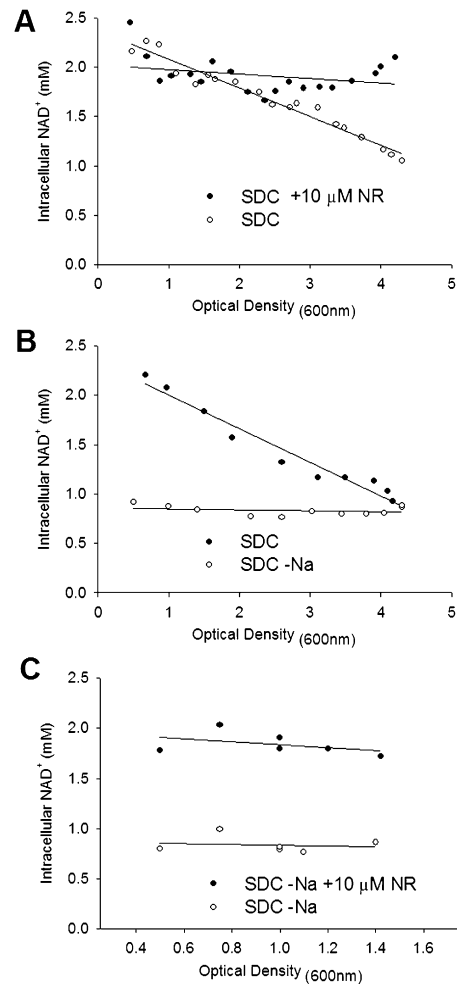 A
Intracellular NAD+ (mM)
2.5
2.0
1.5
1.0
0.5
0.0
SDC +10 μM NR
SDC
0 1 2 3 4 5
Optical Density (600nm)
B
Intracellular NAD+ (mM)
2.5
2.0
1.5
1.0
0.5
0.0
SDC
SDC -Na
0 1 2 3 4 5
Optical Density (600nm)
C
Intracellular NAD+ (mM)
2.5
2.0
1.5
1.0
0.5
0.0
SDC -Na +10 μM NR
SDC -Na
0.4 0.6 0.8 1.0 1.2 1.4 1.6
Optical Density (600nm)